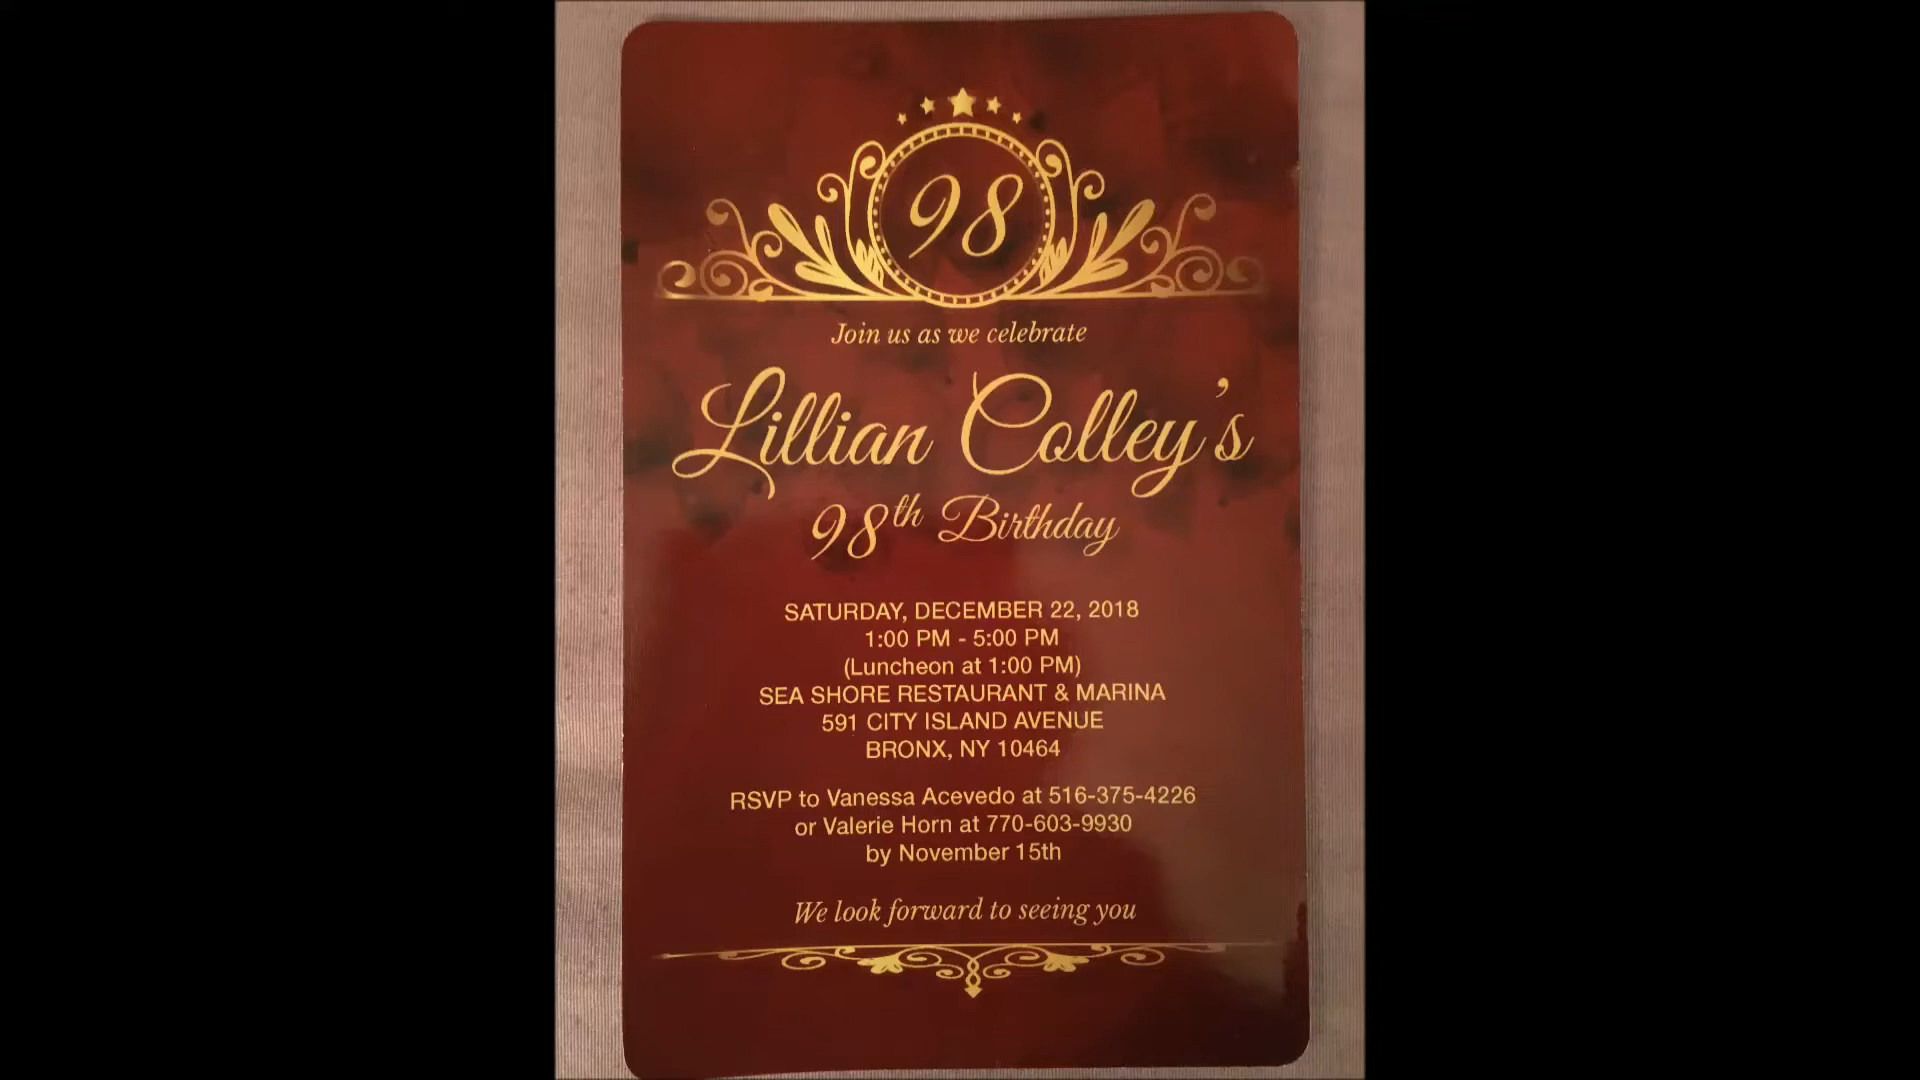 98
Join us as we celebrate
Lillian Colley's
98th Birthday
SATURDAY, DECEMBER 22, 2018
1:00 PM - 5:00 PM
(Luncheon at 1:00 PM)
SEA SHORE RESTAURANT & MARINA
591 CITY ISLAND AVENUE
BRONX, NY 10464
RSVP to Vanessa Acevedo at 516-375-4226
or Valerie Horn at 770-603-9930
by November 15th
We look forward to seeing you